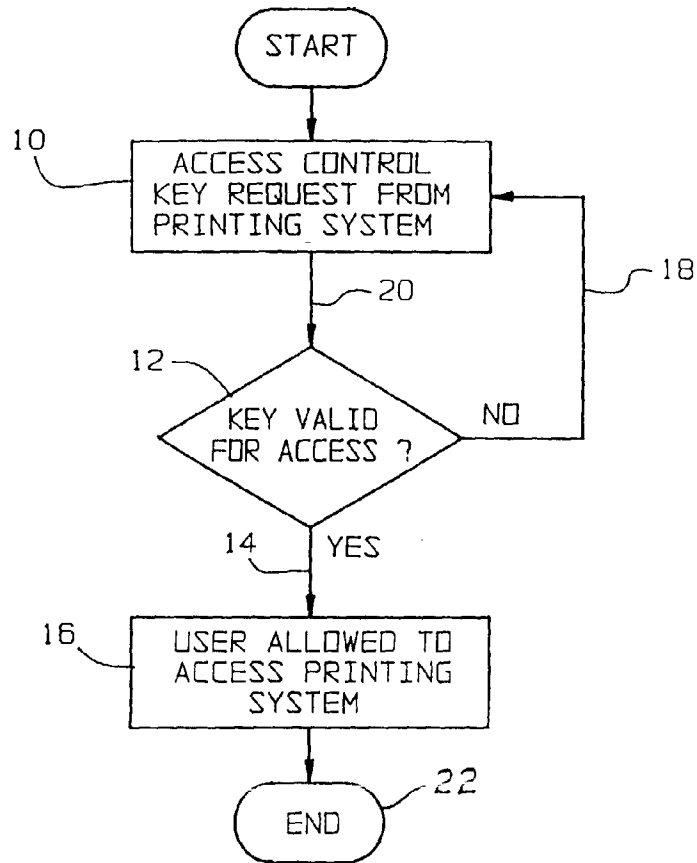 START
10
ACCESS CONTROL
KEY REQUEST FROM
PRINTING SYSTEM
18
20
12
KEY VALID
FOR ACCESS ?
NO
14
YES
16
USER ALLOWED TO
ACCESS PRINTING
SYSTEM
22
END